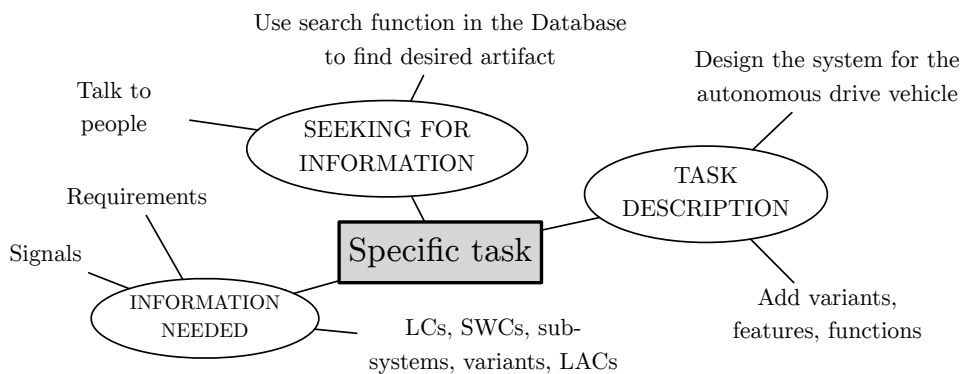 Use search function in the Database
to find desired artifact
Talk to
people
SEEKING FOR
INFORMATION
Design the system for the
autonomous drive vehicle
TASK
DESCRIPTION
Requirements
Signals
Specific task
INFORMATION
NEEDED
LCs, SWCs, sub-
systems, variants, LACs
Add variants,
features, functions